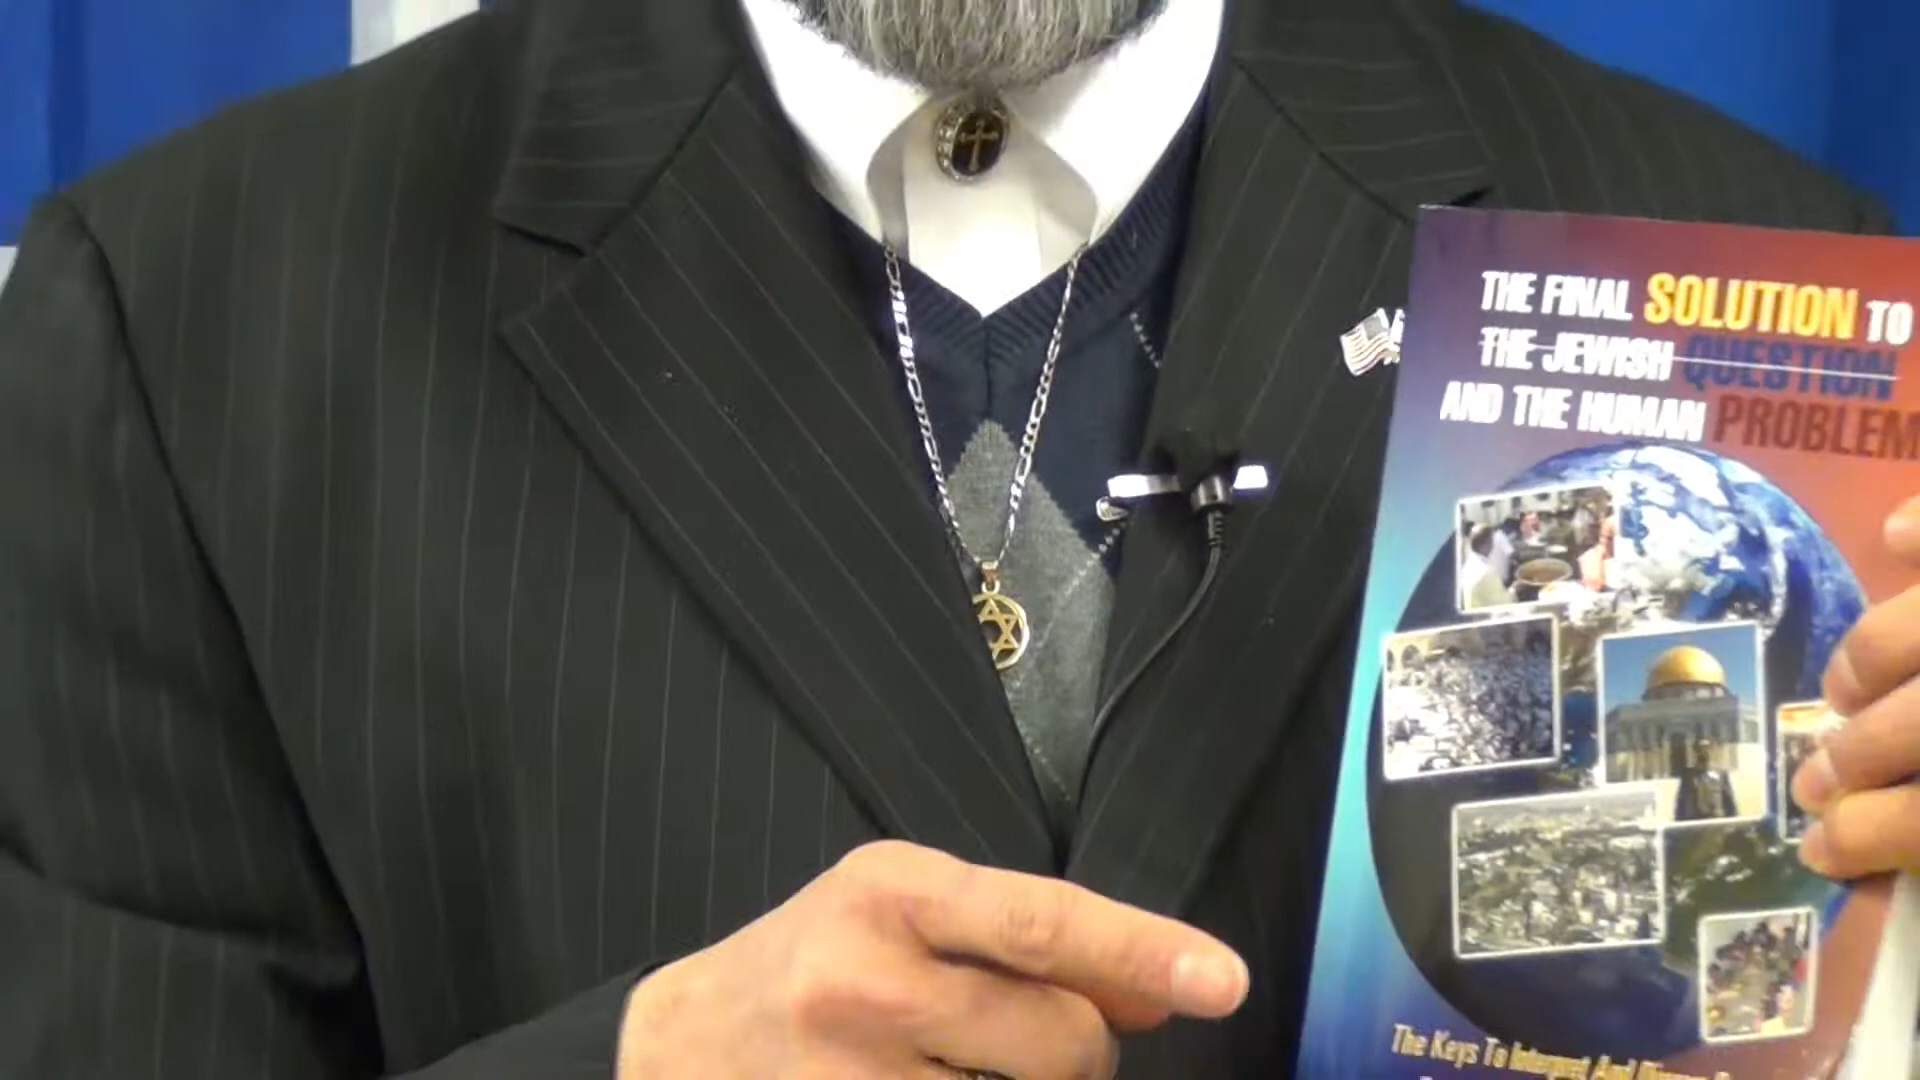 THE FINAL SOLUTION TO
THE JEWISH QUESTION
AND THE HUMAN PROBLEM
The Keys To Interpret And